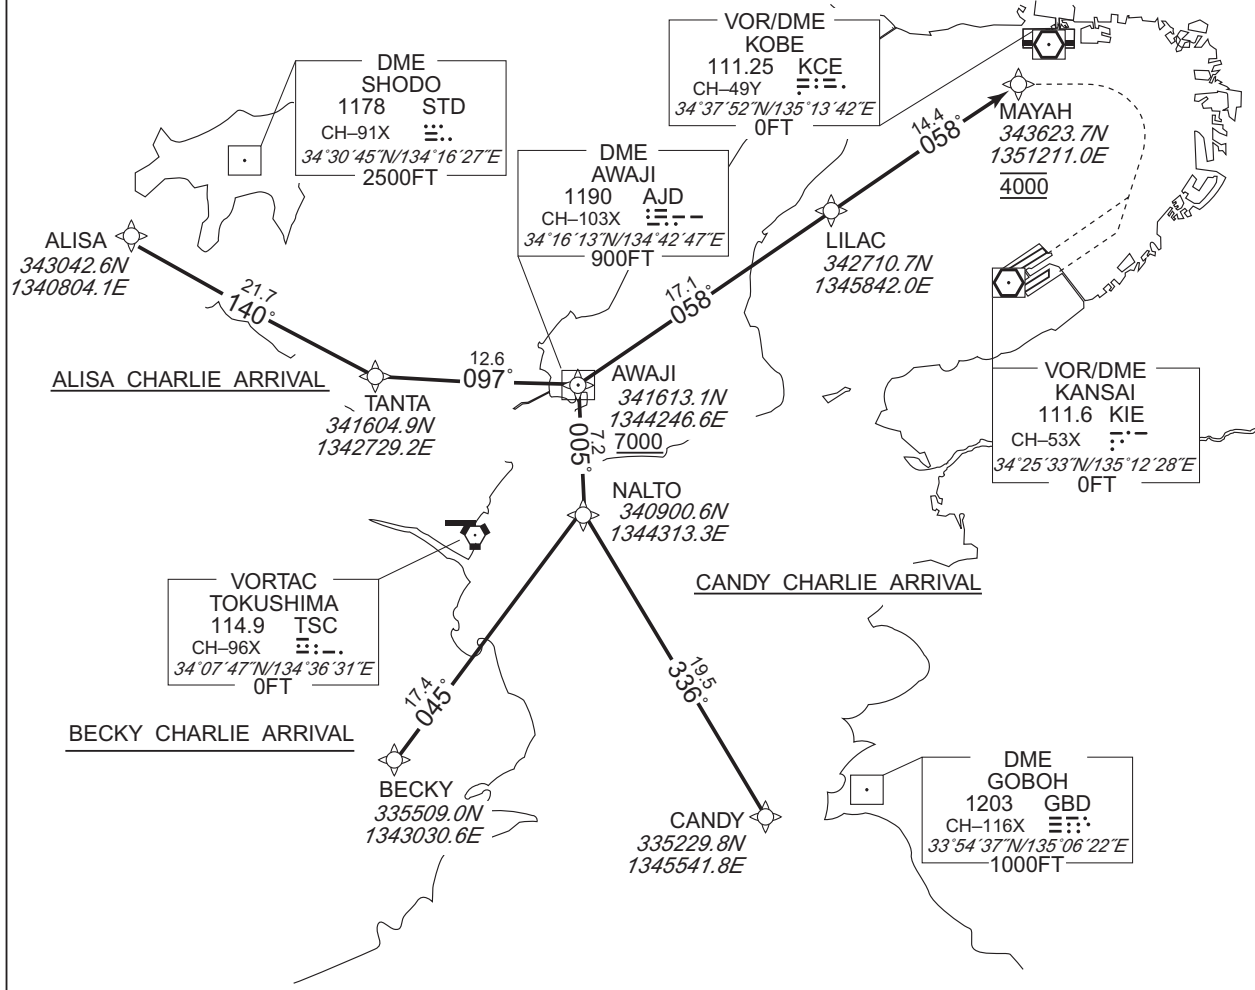 VOR/DME
KOBE
111.25 KCE
CH–49Y
34°37´52˝N/135°13´42˝E
0FT
DME
SHODO
1178 STD
CH–91X
34°30´45˝N/134°16´27˝E
2500FT
DME
AWAJI
1190 AJD
CH–103X
34°16´13˝N/134°42´47˝E
900FT
MAYAH
343623.7N
1351211.0E
4000
14.4
058°
ALISA
343042.6N
1340804.1E
LILAC
342710.7N
1345842.0E
21.7
140°
17.1
058°
ALISA CHARLIE ARRIVAL
12.6
097°
TANTA
341604.9N
1342729.2E
AWAJI
341613.1N
1344246.6E
7000
7.2
005°
VOR/DME
KANSAI
111.6 KIE
CH–53X
34°25´33˝N/135°12´28˝E
0FT
NALTO
340900.6N
1344313.3E
VORTAC
TOKUSHIMA
114.9 TSC
CH–96X
34°07´47˝N/134°36´31˝E
0FT
CANDY CHARLIE ARRIVAL
17.4
045°
19.5
336°
BECKY CHARLIE ARRIVAL
BECKY
335509.0N
1343030.6E
CANDY
335229.8N
1345541.8E
DME
GOBOH
1203 GBD
CH–116X
33°54´37˝N/135°06´22˝E
1000FT